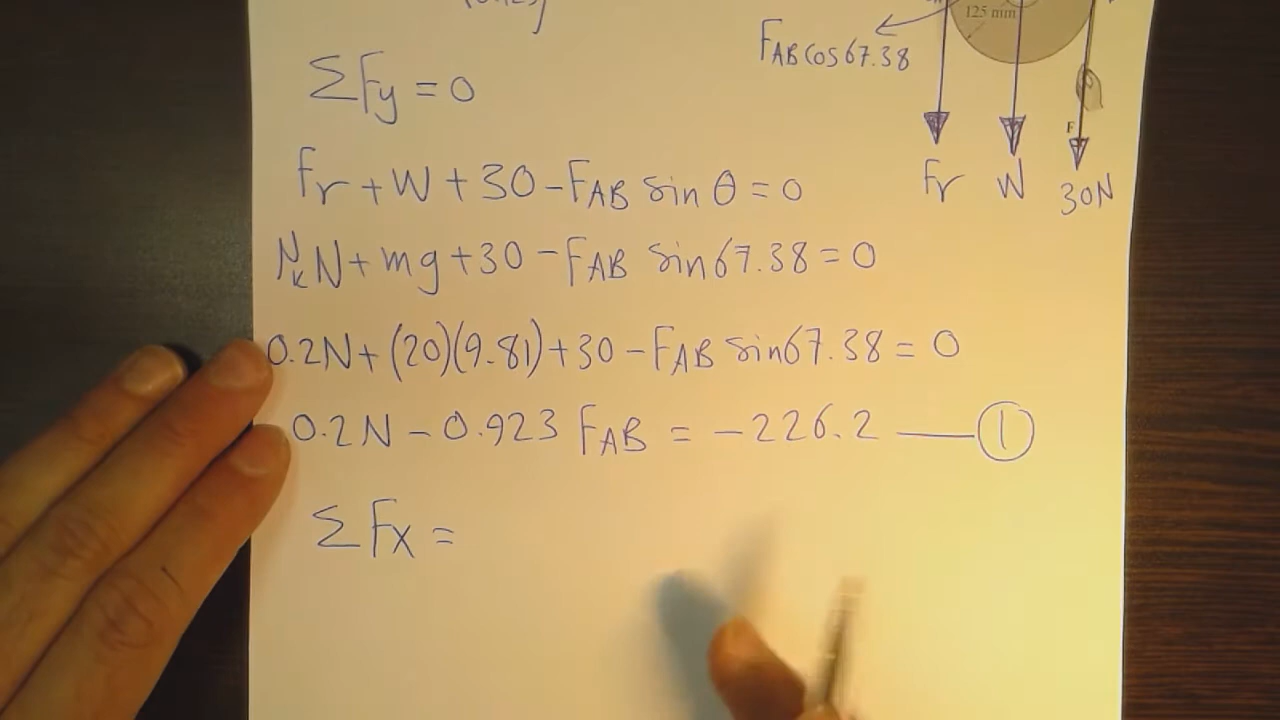 125 mm
F_AB cos 67.38
ΣFy = 0
F
Fr W 30N
Fr + W + 30 - F_AB sin θ = 0
μ_k N + mg + 30 - F_AB sin 67.38 = 0
0.2N + (20)(9.81) + 30 - F_AB sin 67.38 = 0
0.2N - 0.923 F_AB = -226.2 — ①
ΣFx =